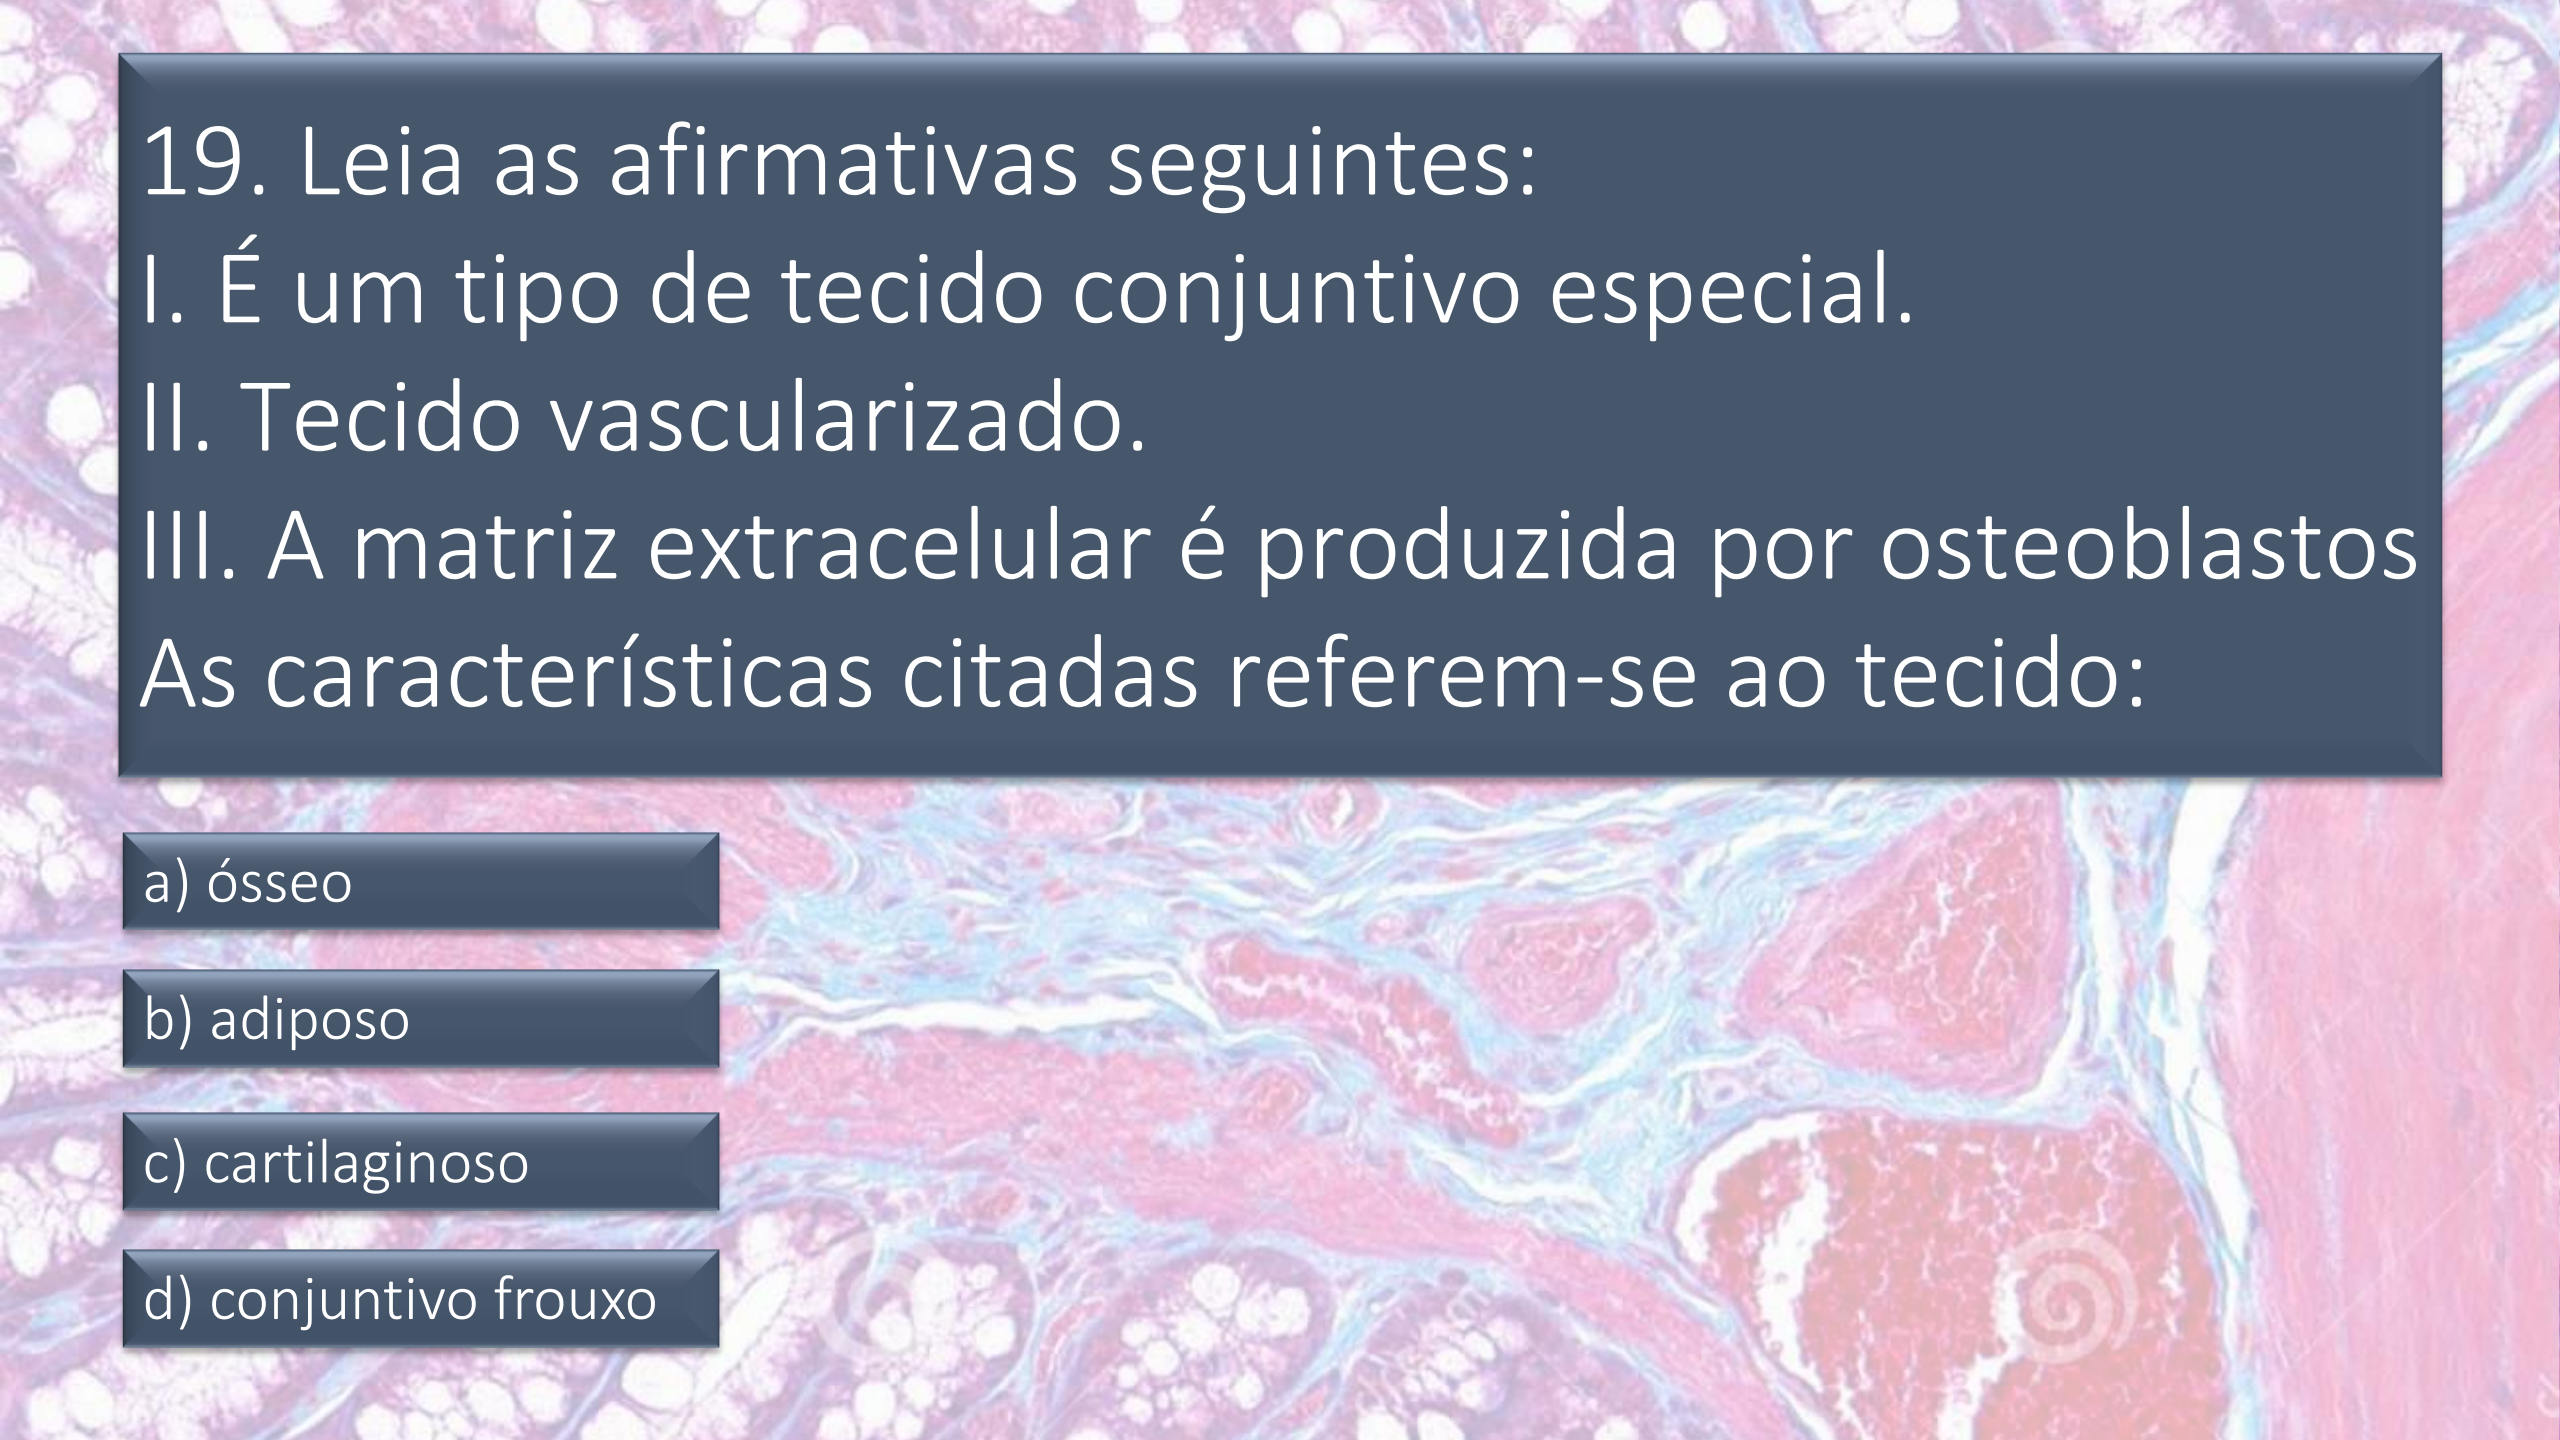 19. Leia as afirmativas seguintes:
I. É um tipo de tecido conjuntivo especial.
II. Tecido vascularizado.
III. A matriz extracelular é produzida por osteoblastos
As características citadas referem-se ao tecido:
a) ósseo
b) adiposo
c) cartilaginoso
d) conjuntivo frouxo